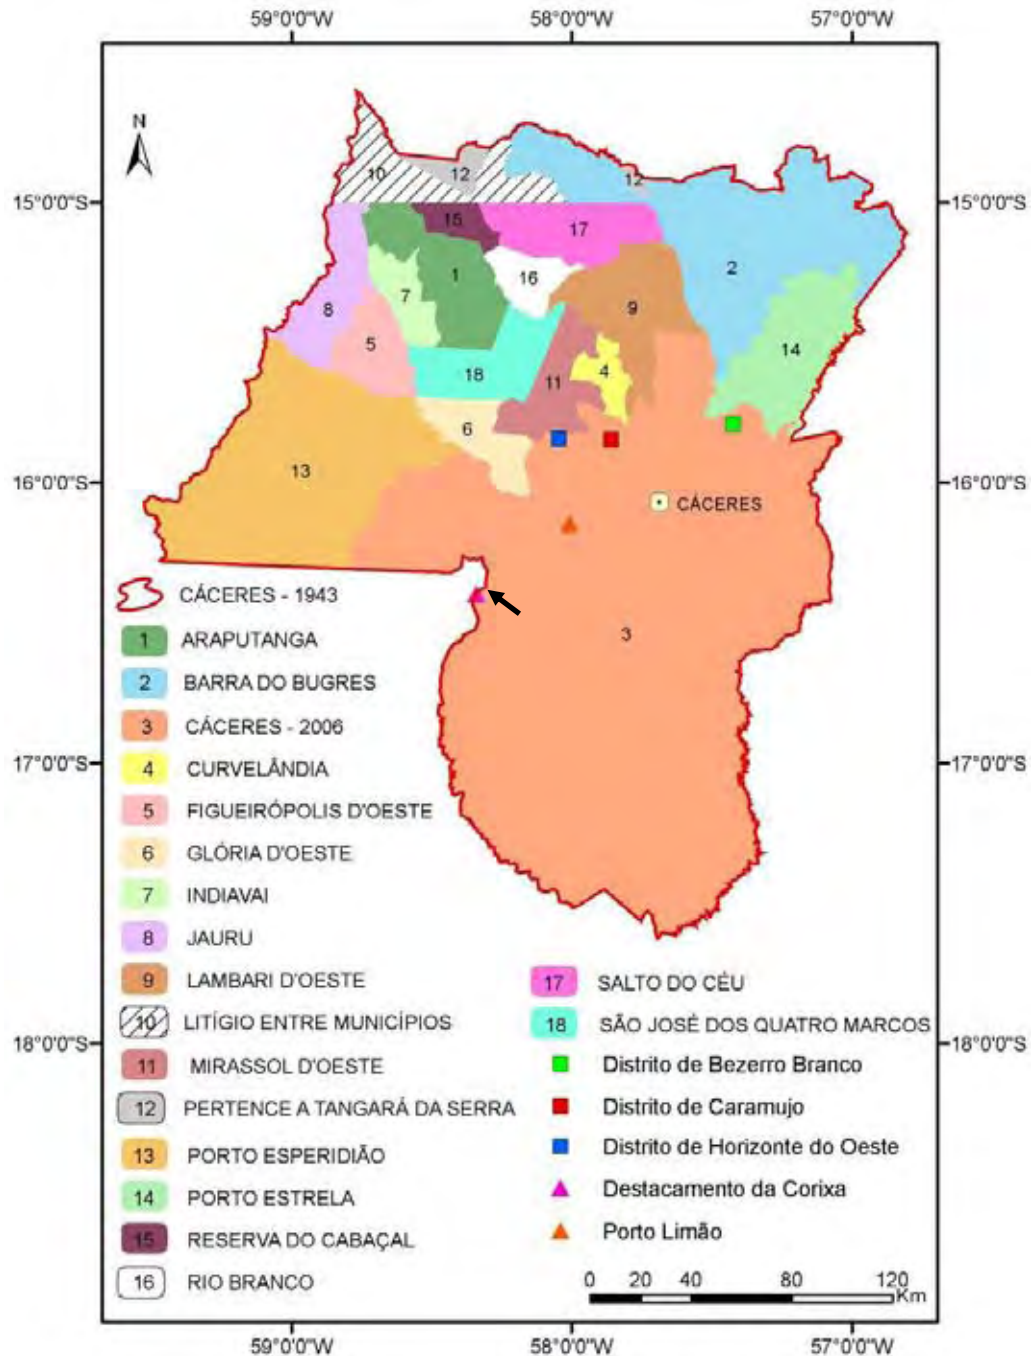 59°0'0"W 58°0'0"W 57°0'0"W
N
10
12
12
15°0'0"S 15°0'0"S
15
17
1
16
2
7
8
9
5
14
4
18
11
6
13
16°0'0"S 16°0'0"S
CÁCERES
3
CÁCERES - 1943
1 ARAPUTANGA
2 BARRA DO BUGRES
3 CÁCERES - 2006
17°0'0"S 17°0'0"S
4 CURVELÂNDIA
5 FIGUEIRÓPOLIS D'OESTE
6 GLÓRIA D'OESTE
7 INDIAVAI
8 JAURU
9 LAMBARI D'OESTE
10 LITÍGIO ENTRE MUNICÍPIOS
18°0'0"S 18°0'0"S
11 MIRASSOL D'OESTE
12 PERTENCE A TANGARÁ DA SERRA
13 PORTO ESPERIDIÃO
14 PORTO ESTRELA
15 RESERVA DO CABAÇAL
16 RIO BRANCO
17 SALTO DO CÉU
18 SÃO JOSÉ DOS QUATRO MARCOS
Distrito de Bezerro Branco
Distrito de Caramujo
Distrito de Horizonte do Oeste
Destacamento da Corixa
Porto Limão
0 20 40 80 120
Km
59°0'0"W 58°0'0"W 57°0'0"W